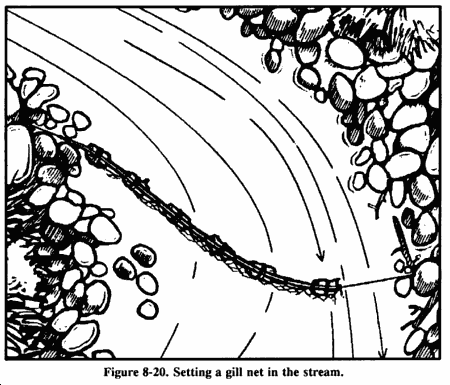 Figure 8-20. Setting a gill net in the stream.